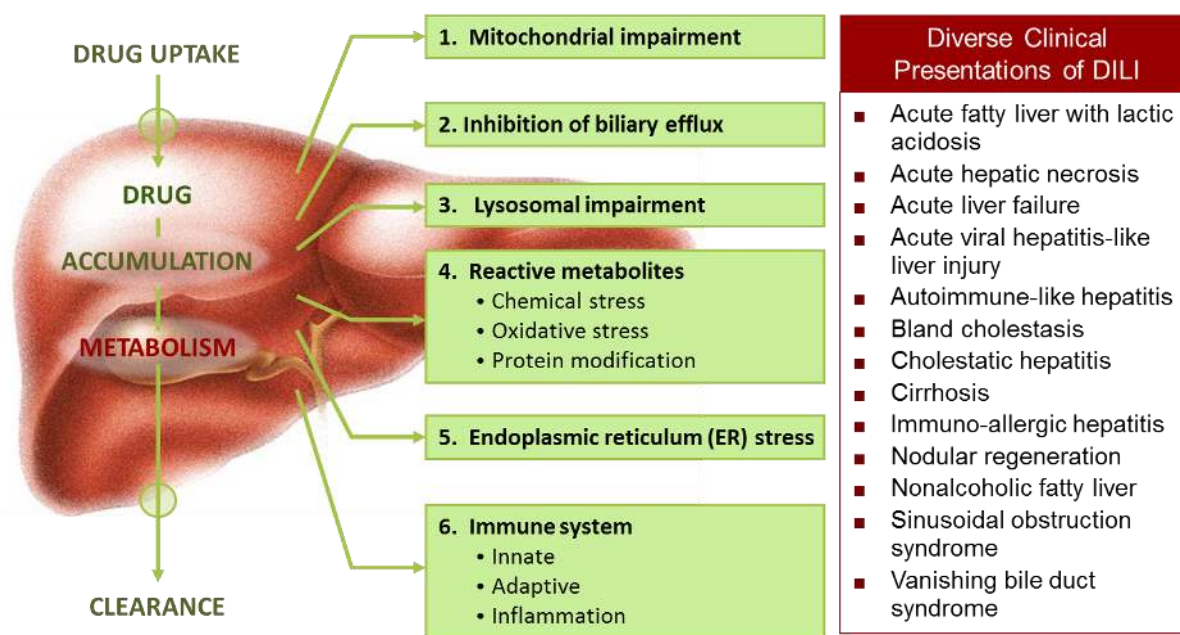 DRUG UPTAKE
DRUG
ACCUMULATION
METABOLISM
CLEARANCE
1. Mitochondrial impairment
2. Inhibition of biliary efflux
3. Lysosomal impairment
4. Reactive metabolites
• Chemical stress
• Oxidative stress
• Protein modification
5. Endoplasmic reticulum (ER) stress
6. Immune system
• Innate
• Adaptive
• Inflammation
Diverse Clinical
Presentations of DILI
■ Acute fatty liver with lactic
acidosis
■ Acute hepatic necrosis
■ Acute liver failure
■ Acute viral hepatitis-like
liver injury
■ Autoimmune-like hepatitis
■ Bland cholestasis
■ Cholestatic hepatitis
■ Cirrhosis
■ Immuno-allergic hepatitis
■ Nodular regeneration
■ Nonalcoholic fatty liver
■ Sinusoidal obstruction
syndrome
■ Vanishing bile duct
syndrome